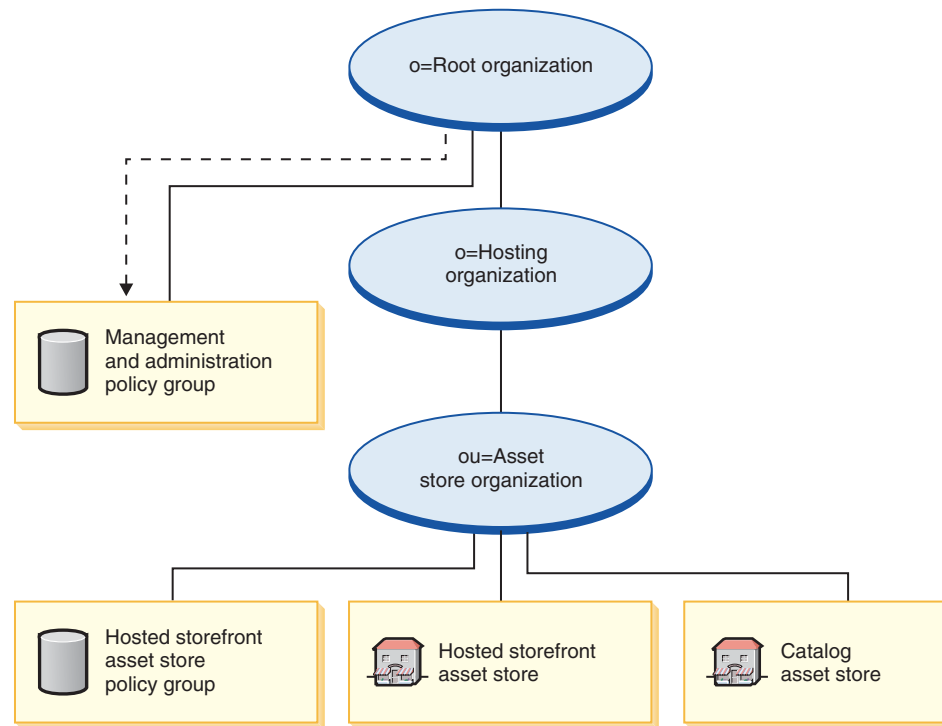 o=Root organization
o=Hosting
organization
Management
and administration
policy group
ou=Asset
store organization
Hosted storefront
asset store
policy group
Hosted storefront
asset store
Catalog
asset store